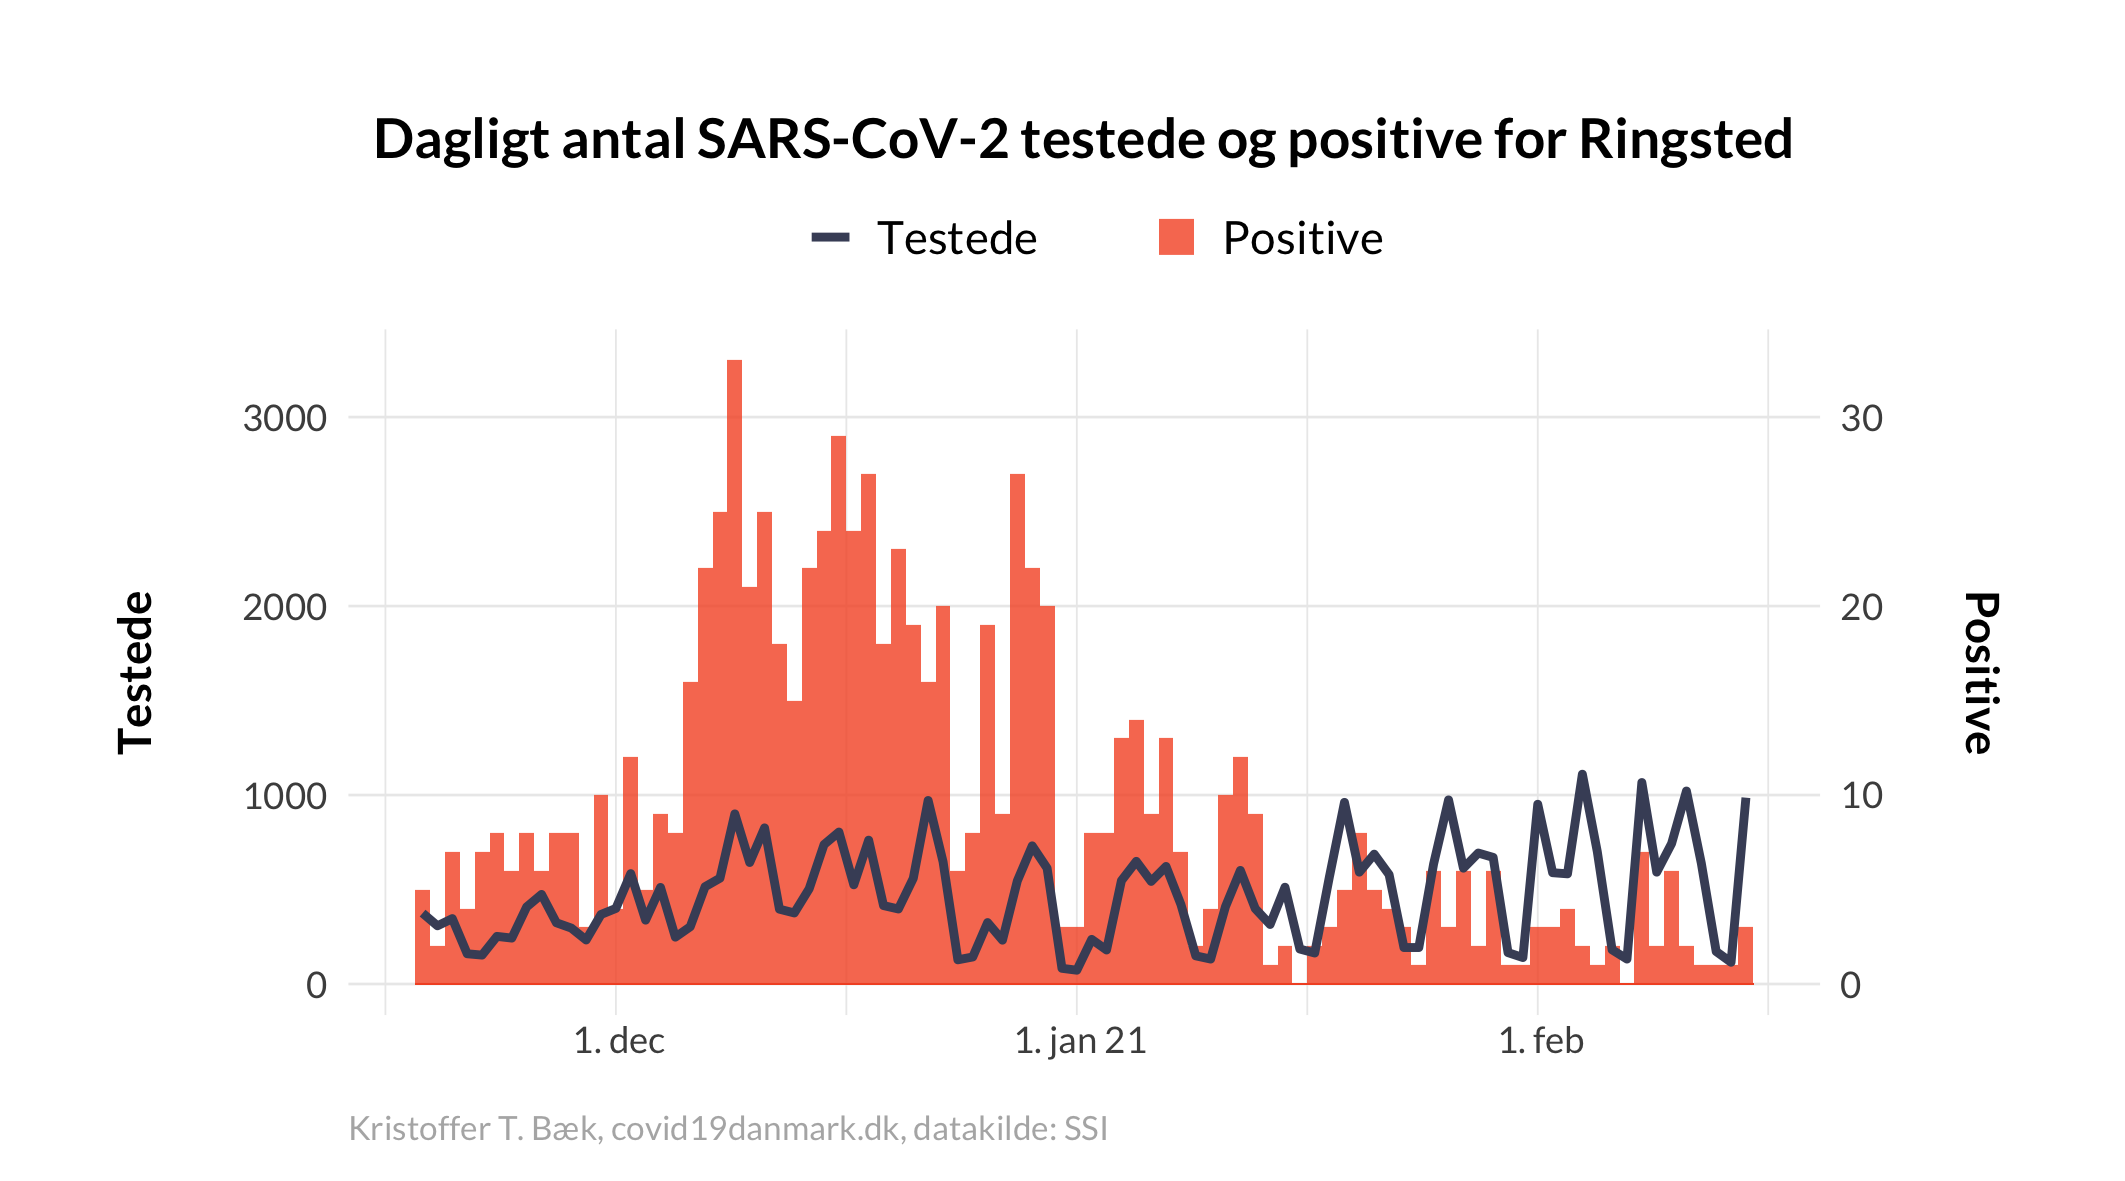 Dagligt antal SARS-CoV-2 testede og positive for Ringsted
Testede Positive
3000 30
2000 20
1000 10
0 0
Testede
Positive
1. dec 1. jan 21 1. feb
Kristoffer T. Bæk, covid19danmark.dk, datakilde: SSI